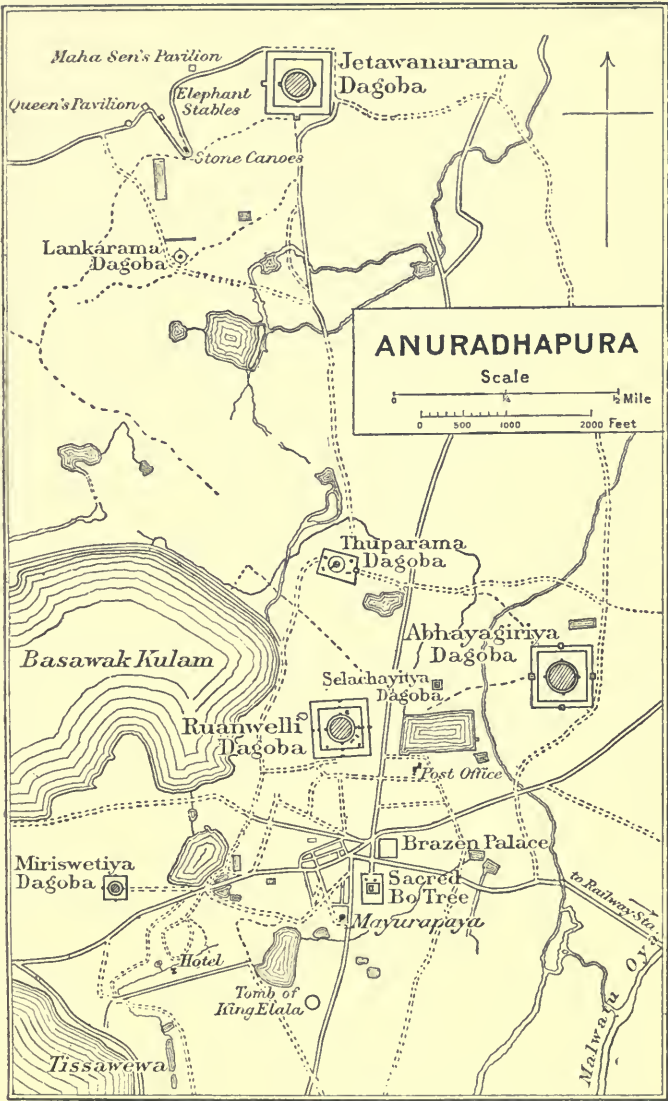 Maha Sen's Pavilion
Jetawanarama
Dagoba
Queen's Pavilion
Elephant
Stables
Stone Canoes
Lankárama
Dagoba
ANURADHAPURA
Scale
0 ¼ ½ Mile
0 500 1000 2000 Feet
Thuparama
Dagoba
Basawak Kulam
Abhayagiriya
Dagoba
Selachayitya
Dagoba
Ruanwelli
Dagoba
Post Office
Brazen Palace
Miriswetiya
Dagoba
Sacred
Bo Tree
to Railway Sta.
Mayurapaya
Hotel
Tomb of
King Elala
Malwatu Oy
Tissawewa